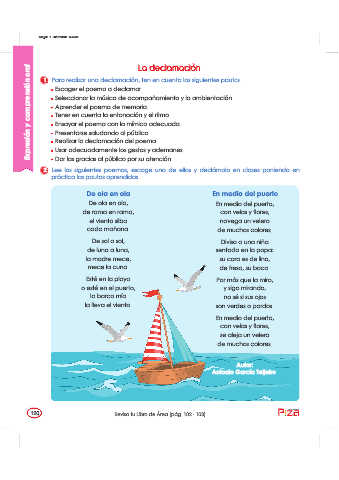 La declamación
Expresión y comprensión oral
1 Para realizar una declamación, ten en cuenta las siguientes pautas
• Escoger el poema a declamar
• Seleccionar la música de acompañamiento y la ambientación
• Aprender el poema de memoria
• Tener en cuenta la entonación y el ritmo
• Ensayar el poema con la mímica adecuada
• Presentarse saludando al público
• Realizar la declamación del poema
• Usar adecuadamente los gestos y ademanes
• Dar las gracias al público por su atención
2 Lee los siguientes poemas, escoge uno de ellos y declámalo en clases poniendo en
práctica las pautas aprendidas
De ola en ola
De ola en ola,
de rama en rama,
el viento silba
cada mañana
De sol a sol,
de luna a luna,
la madre mece,
mece la cuna
Esté en la playa
o esté en el puerto,
la barca mía
la lleva el viento
En medio del puerto
En medio del puerto,
con velas y flores,
navega un velero
de muchos colores
Diviso a una niña
sentada en la popa:
su cara es de lino,
de fresa, su boca
Por más que la miro,
y sigo mirando,
no sé si sus ojos
son verdes o pardos
En medio del puerto,
con velas y flores,
se aleja un velero
de muchos colores
Autor:
Antonio García Teijeiro
120
Revisa tu Libro de Área (pág. 102 - 103)